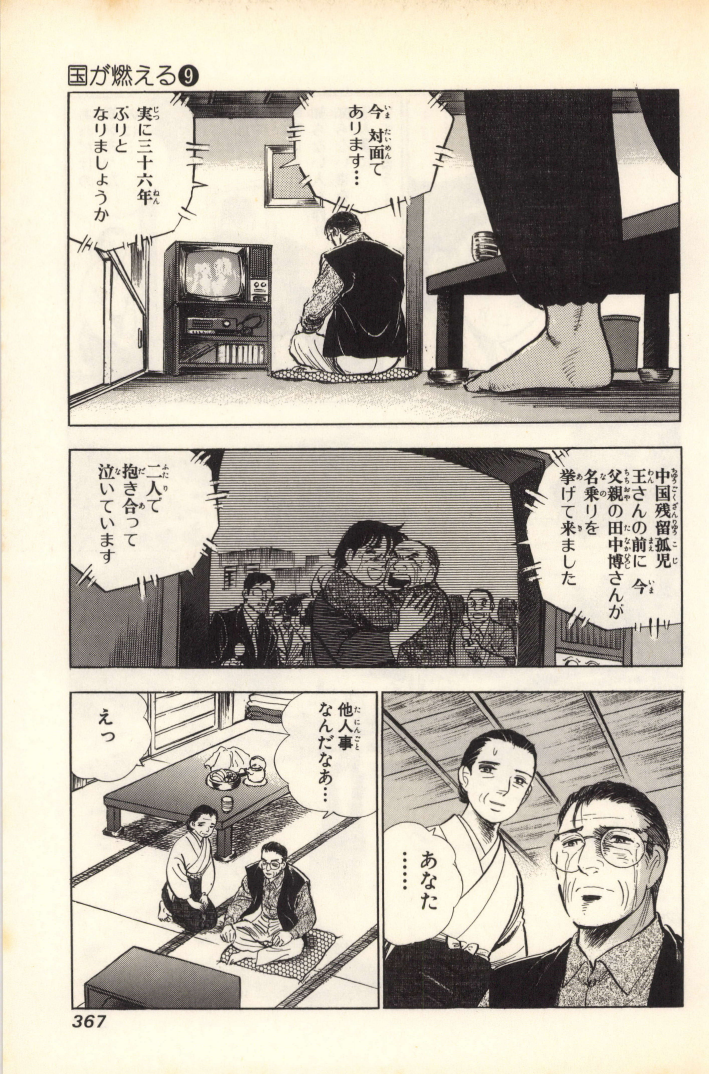 国が燃える❾
今 対面で
あります…
実に三十六年
ぶりと
なりましょうか
中国残留孤児
王さんの前に 今
父親の田中博さんが
名乗りを
挙げて来ました
二人で
抱き合って
泣いています
あなた
……
他人事
なんだなあ…
えっ
367